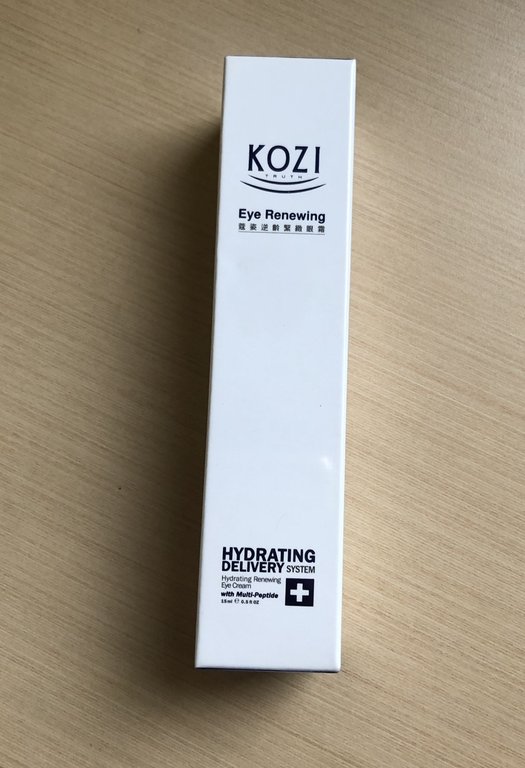 KOZI
TRUTH
Eye Renewing
蔻姿逆齡緊緻眼霜
HYDRATING
DELIVERY SYSTEM
Hydrating Renewing
Eye Cream
with Multi-Peptide
15ml ℮ 0.5 fl OZ